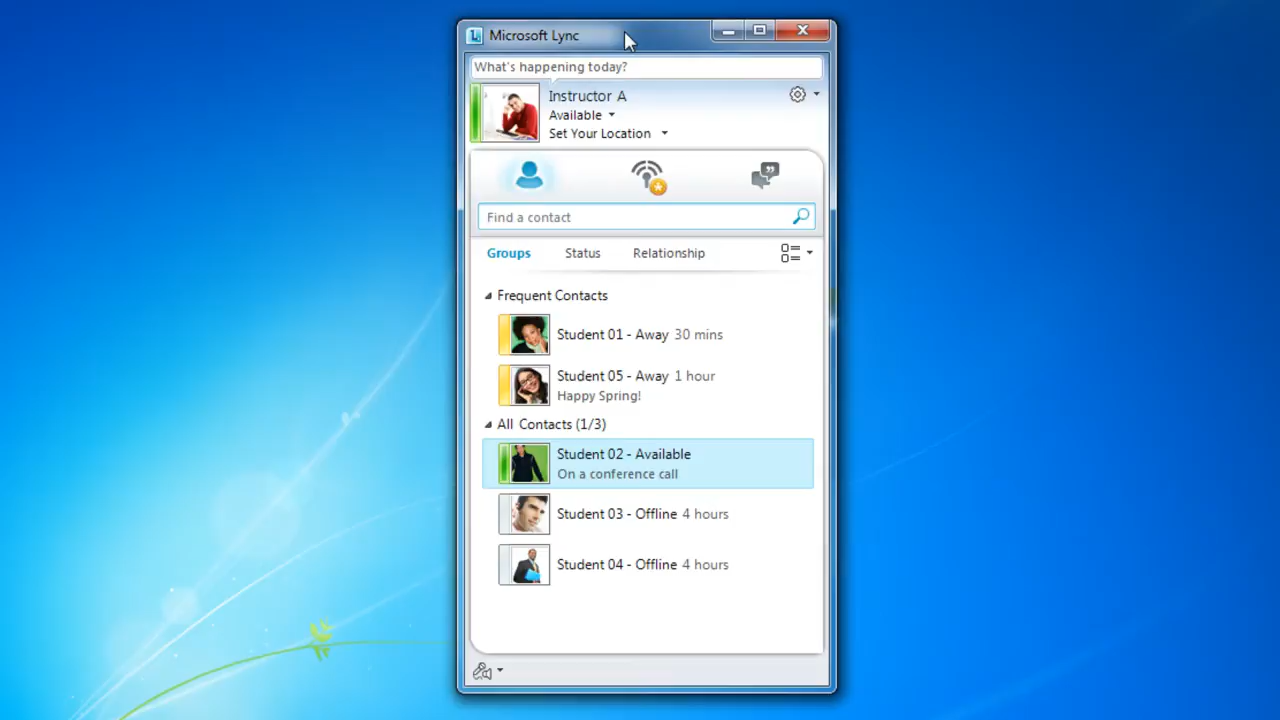 Microsoft Lync
What's happening today?
Instructor A
Available
Set Your Location
Find a contact
Groups Status Relationship
Frequent Contacts
Student 01 - Away 30 mins
Student 05 - Away 1 hour
Happy Spring!
All Contacts (1/3)
Student 02 - Available
On a conference call
Student 03 - Offline 4 hours
Student 04 - Offline 4 hours